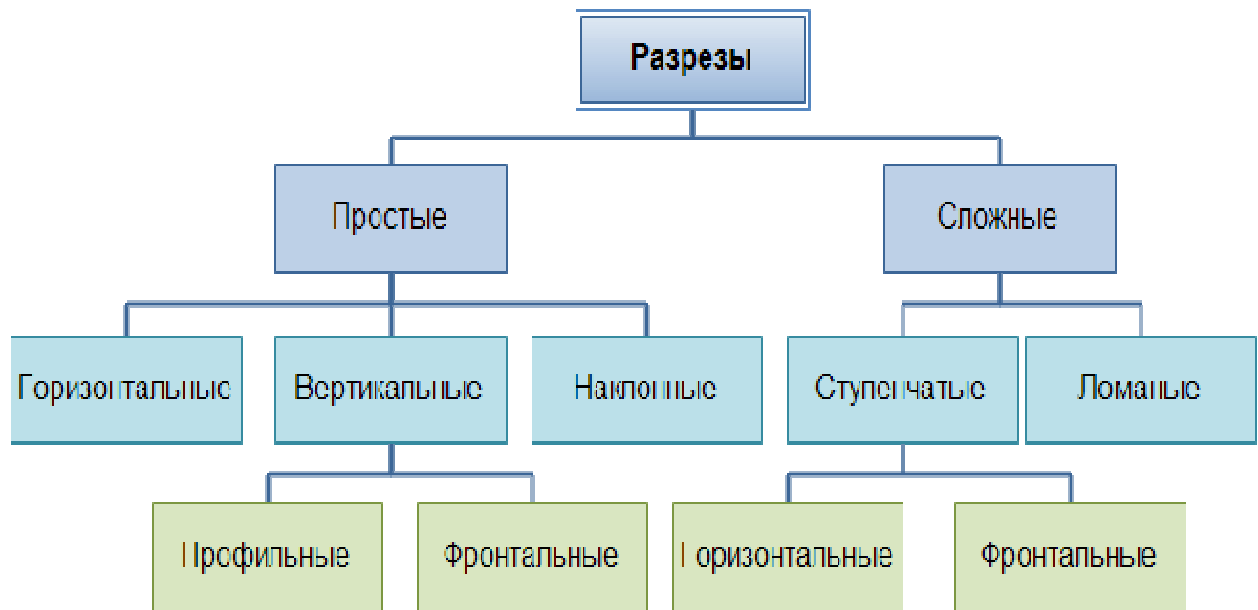 Разрезы
Простые
Сложные
Горизонтальные
Вертикальные
Наклонные
Ступенчатые
Ломаные
Профильные
Фронтальные
Горизонтальные
Фронтальные